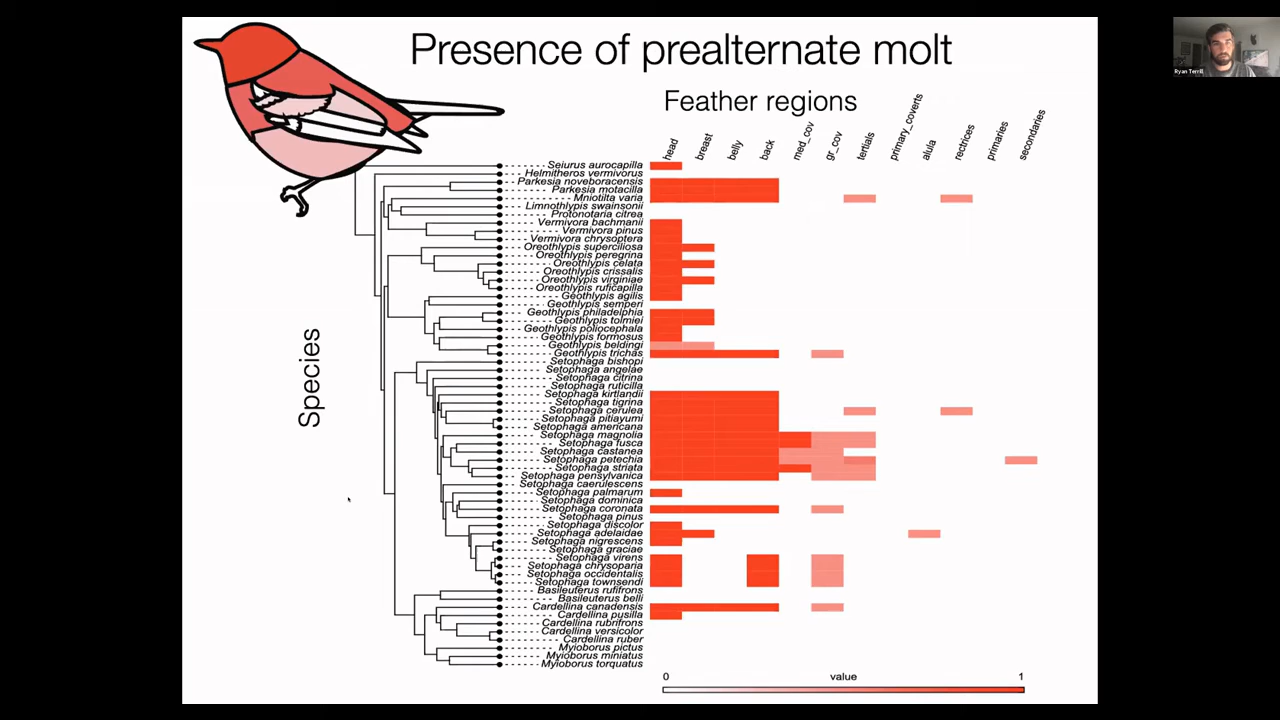 Presence of prealternate molt
Ryan Terrill
Feather regions
head
breast
belly
back
med_cov
gr_cov
tertials
primary_coverts
alula
rectrices
primaries
secondaries
Species
Seiurus aurocapilla
Helmitheros vermivorus
Parkesia noveboracensis
Parkesia motacilla
Mniotilta varia
Limnothlypis swainsonii
Protonotaria citrea
Vermivora bachmanii
Vermivora pinus
Vermivora chrysoptera
Oreothlypis superciliosa
Oreothlypis peregrina
Oreothlypis celata
Oreothlypis crissalis
Oreothlypis virginiae
Oreothlypis ruficapilla
Geothlypis agilis
Geothlypis semperi
Geothlypis philadelphia
Geothlypis tolmiei
Geothlypis poliocephala
Geothlypis formosus
Geothlypis beldingi
Geothlypis trichas
Setophaga bishopi
Setophaga angelae
Setophaga citrina
Setophaga ruticilla
Setophaga kirtlandii
Setophaga tigrina
Setophaga cerulea
Setophaga pitiayumi
Setophaga americana
Setophaga magnolia
Setophaga fusca
Setophaga castanea
Setophaga petechia
Setophaga striata
Setophaga pensylvanica
Setophaga caerulescens
Setophaga palmarum
Setophaga dominica
Setophaga coronata
Setophaga pinus
Setophaga discolor
Setophaga adelaidae
Setophaga nigrescens
Setophaga graciae
Setophaga virens
Setophaga chrysoparia
Setophaga occidentalis
Setophaga townsendi
Basileuterus rufifrons
Basileuterus belli
Cardellina canadensis
Cardellina pusilla
Cardellina rubrifrons
Cardellina versicolor
Cardellina ruber
Myioborus pictus
Myioborus miniatus
Myioborus torquatus
0 value 1